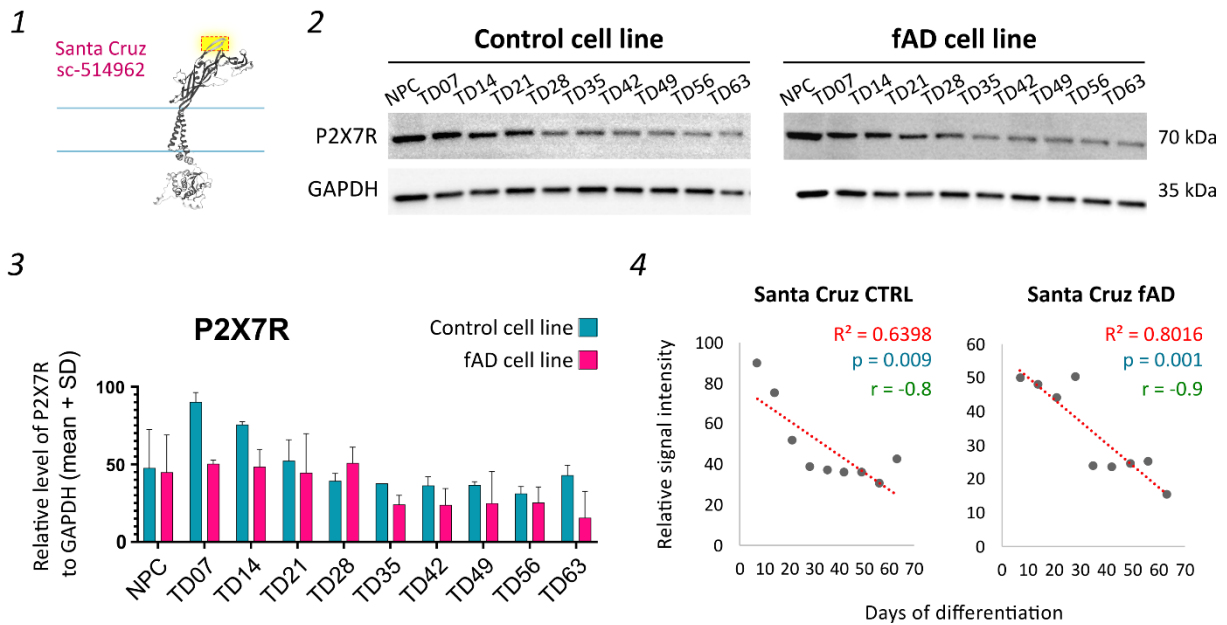 1
Santa Cruz
sc-514962
2
Control cell line
fAD cell line
NPC TD07 TD14 TD21 TD28 TD35 TD42 TD49 TD56 TD63
NPC TD07 TD14 TD21 TD28 TD35 TD42 TD49 TD56 TD63
P2X7R
70 kDa
GAPDH
35 kDa
3
P2X7R
Control cell line
fAD cell line
Relative level of P2X7R
to GAPDH (mean + SD)
100
50
0
NPC TD07 TD14 TD21 TD28 TD35 TD42 TD49 TD56 TD63
4
Santa Cruz CTRL
R² = 0.6398
p = 0.009
r = -0.8
Relative signal intensity
100
80
60
40
20
0
0 10 20 30 40 50 60 70
Santa Cruz fAD
R² = 0.8016
p = 0.001
r = -0.9
60
50
40
30
20
10
0
0 10 20 30 40 50 60 70
Days of differentiation